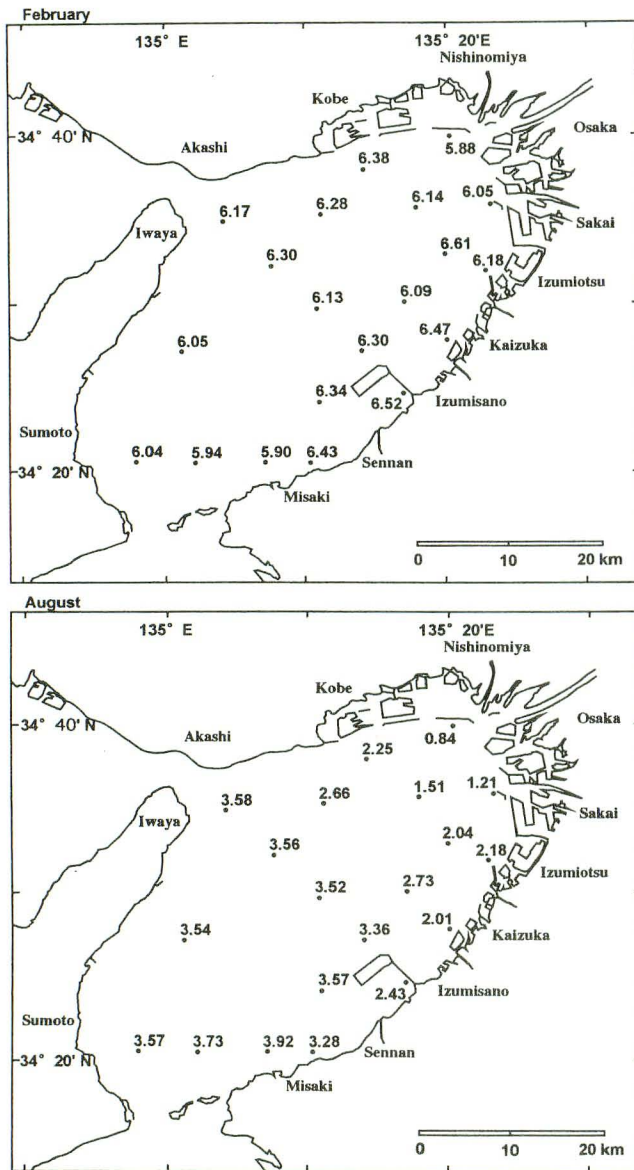 February
135° E
135° 20' E
Nishinomiya
Kobe
Osaka
34° 40' N
Akashi
5.88
6.38
6.05
6.28
6.14
6.17
Sakai
Iwaya
6.61
6.30
6.18
Izumiotsu
6.13
6.09
6.47
Kaizuka
6.05
6.30
6.34
6.52
Izumisano
Sumoto
6.04
5.94
5.90
6.43
Sennan
34° 20' N
Misaki
0
10
20 km
August
135° E
135° 20' E
Nishinomiya
Kobe
Osaka
34° 40' N
Akashi
0.84
2.25
1.21
2.66
1.51
3.58
Sakai
Iwaya
2.04
3.56
2.18
Izumiotsu
3.52
2.73
2.01
Kaizuka
3.54
3.36
3.57
2.43
Izumisano
Sumoto
3.57
3.73
3.92
3.28
Sennan
34° 20' N
Misaki
0
10
20 km